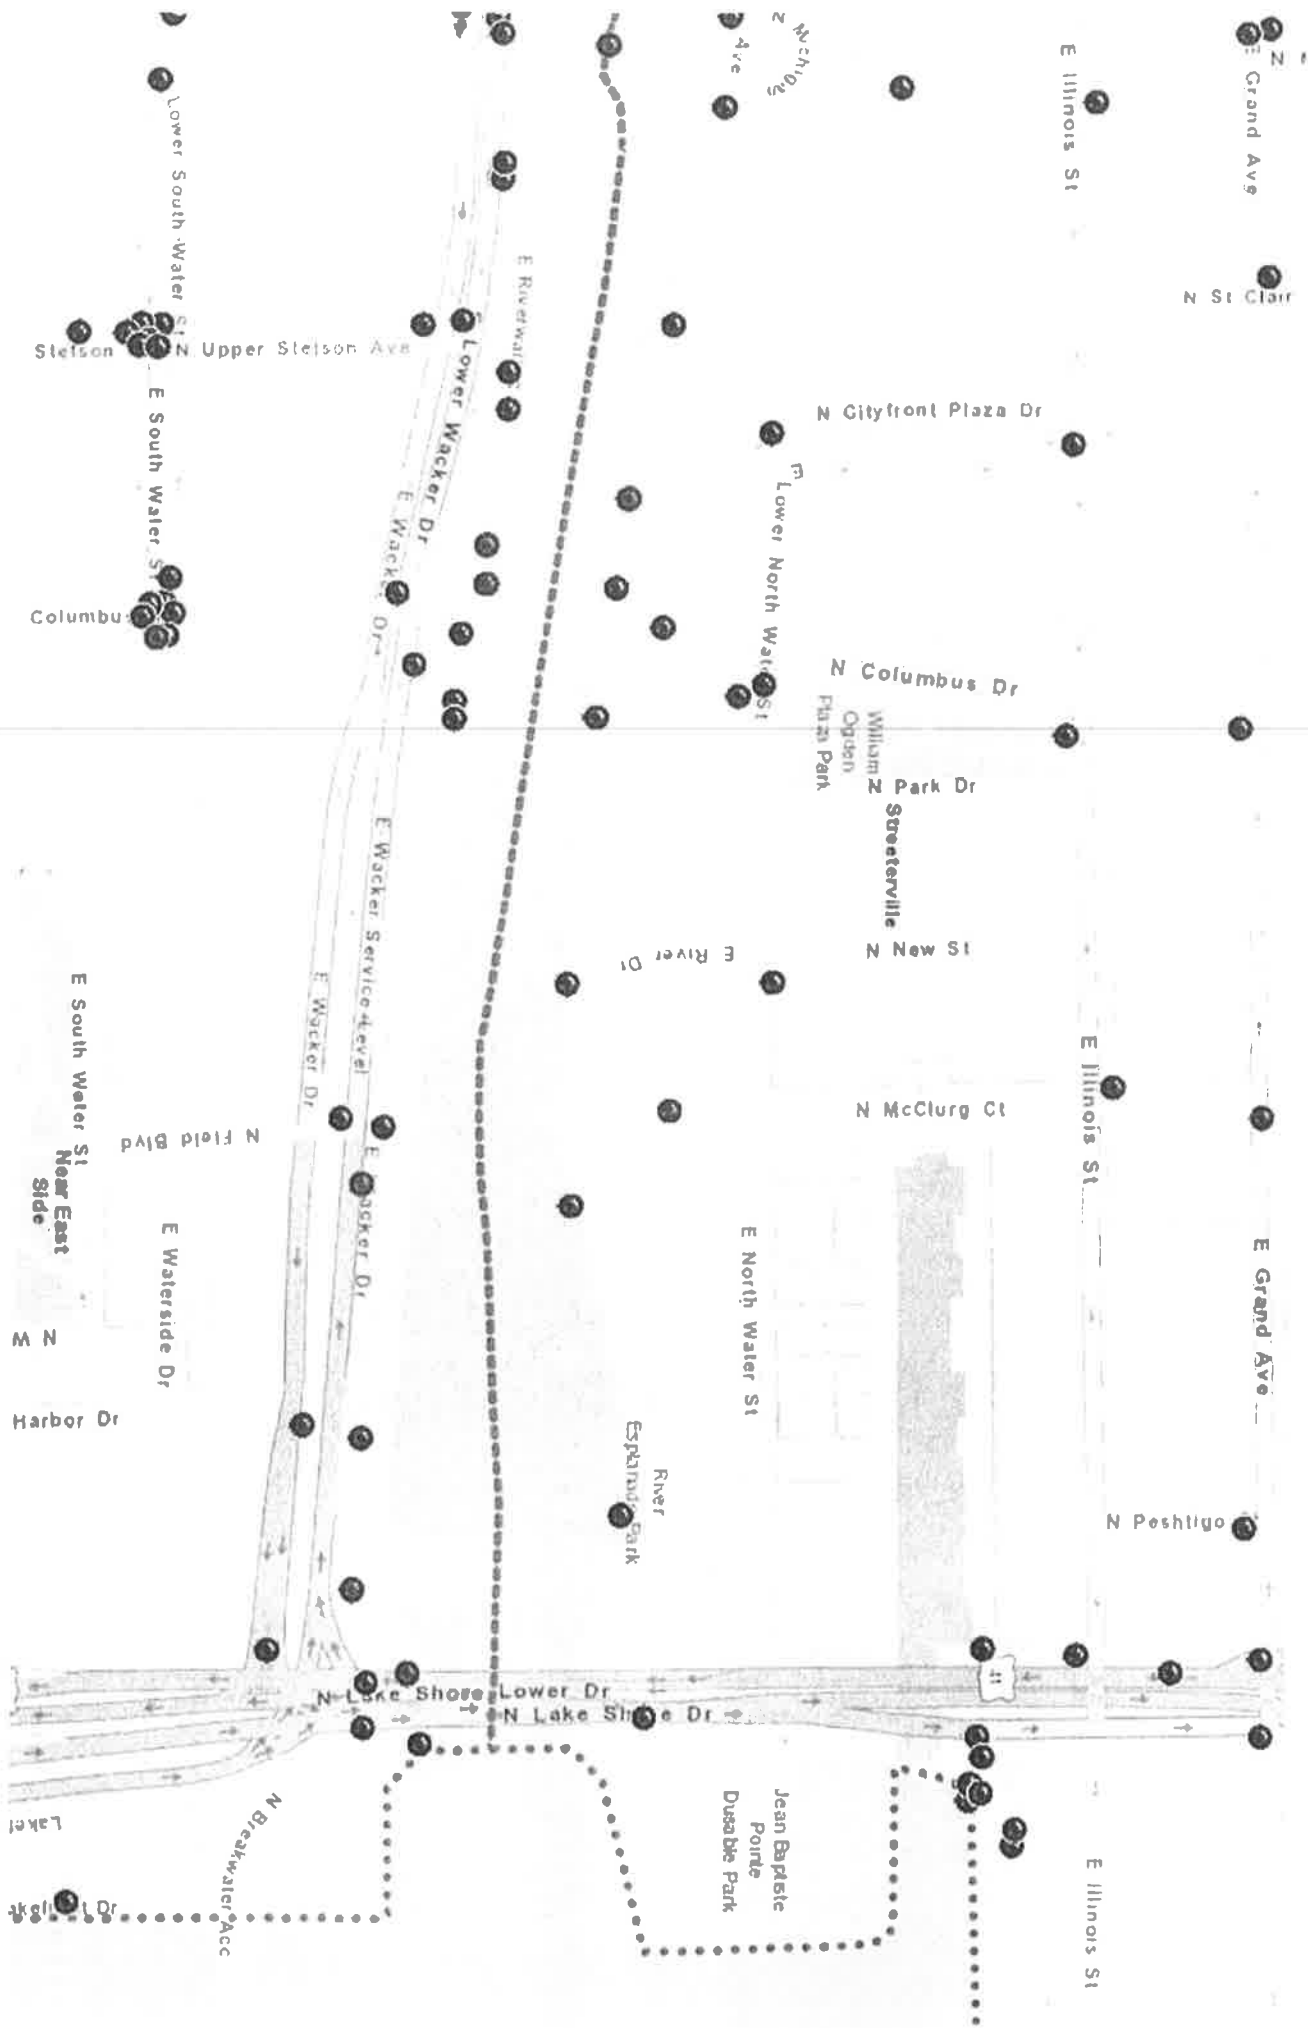 N Michigan
Ave
E Illinois St
E Grand Ave
N
Lower South Water St
E Riverwalk
N St Clair
Stetson
N Upper Stetson Ave
Lower Wacker Dr
N Cityfront Plaza Dr
E South Water St
E Wacker Dr
E Lower North Water St
Columbus
N Columbus Dr
William
Ogden
Plaza Park
N Park Dr
Streeterville
E Wacker Service Level
E River Dr
N New St
E South Water St
E Wacker Dr
E Illinois St
N McClurg Ct
N Field Blvd
Near East
Side
E Wacker Dr
E Waterside Dr
E North Water St
E Grand Ave
N W
Harbor Dr
River
Esplanade Park
N Peshtigo
41
N Lake Shore Lower Dr
N Lake Shore Dr
N Breakwater Acc
Jean Baptiste
Pointe
Dusable Park
E Illinois St